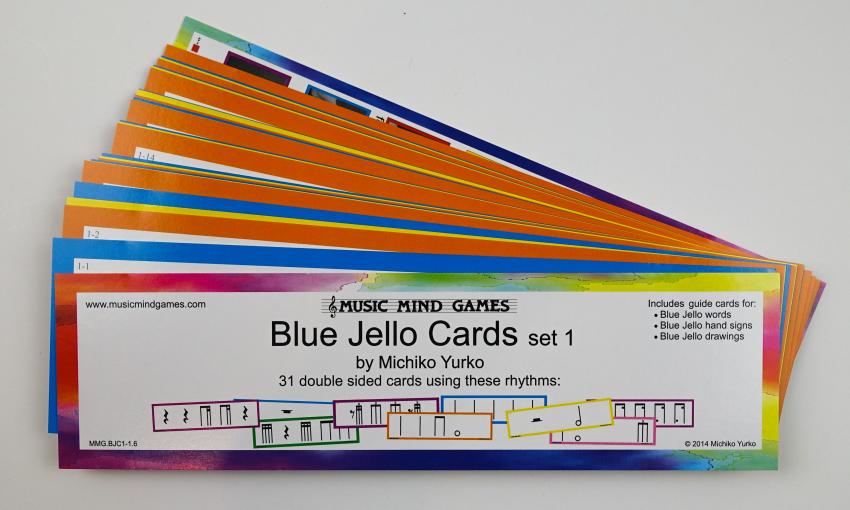 1-14
1-2
1-1
www.musicmindgames.com
MUSIC MIND GAMES
Includes guide cards for:
• Blue Jello words
• Blue Jello hand signs
• Blue Jello drawings
Blue Jello Cards set 1
by Michiko Yurko
31 double sided cards using these rhythms:
MMG.BJC1-1.6
© 2014 Michiko Yurko